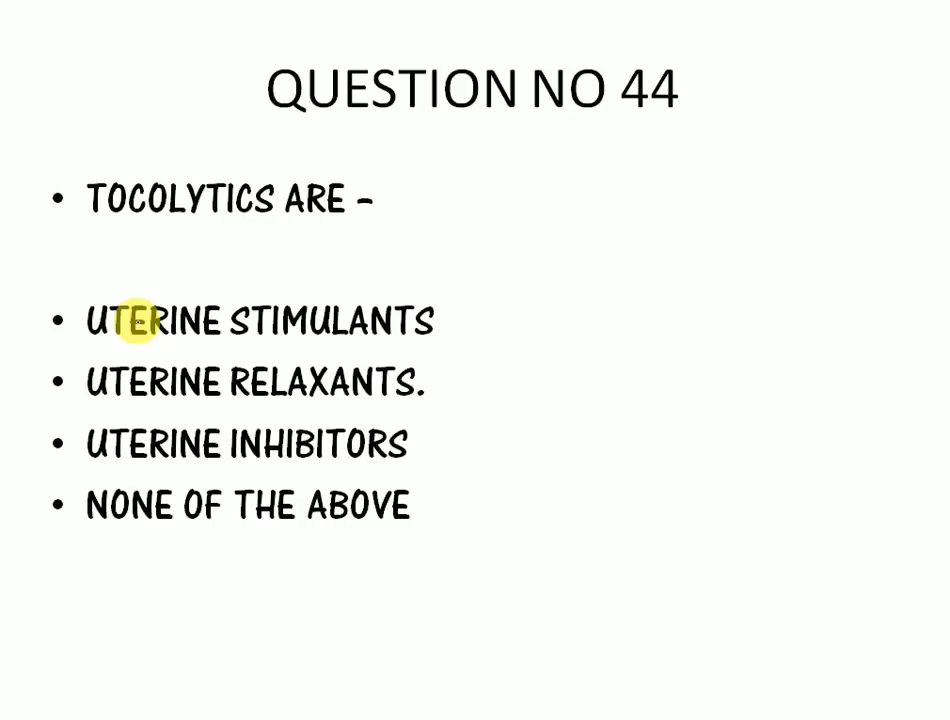 QUESTION NO 44
• TOCOLYTICS ARE -
• UTERINE STIMULANTS
• UTERINE RELAXANTS.
• UTERINE INHIBITORS
• NONE OF THE ABOVE